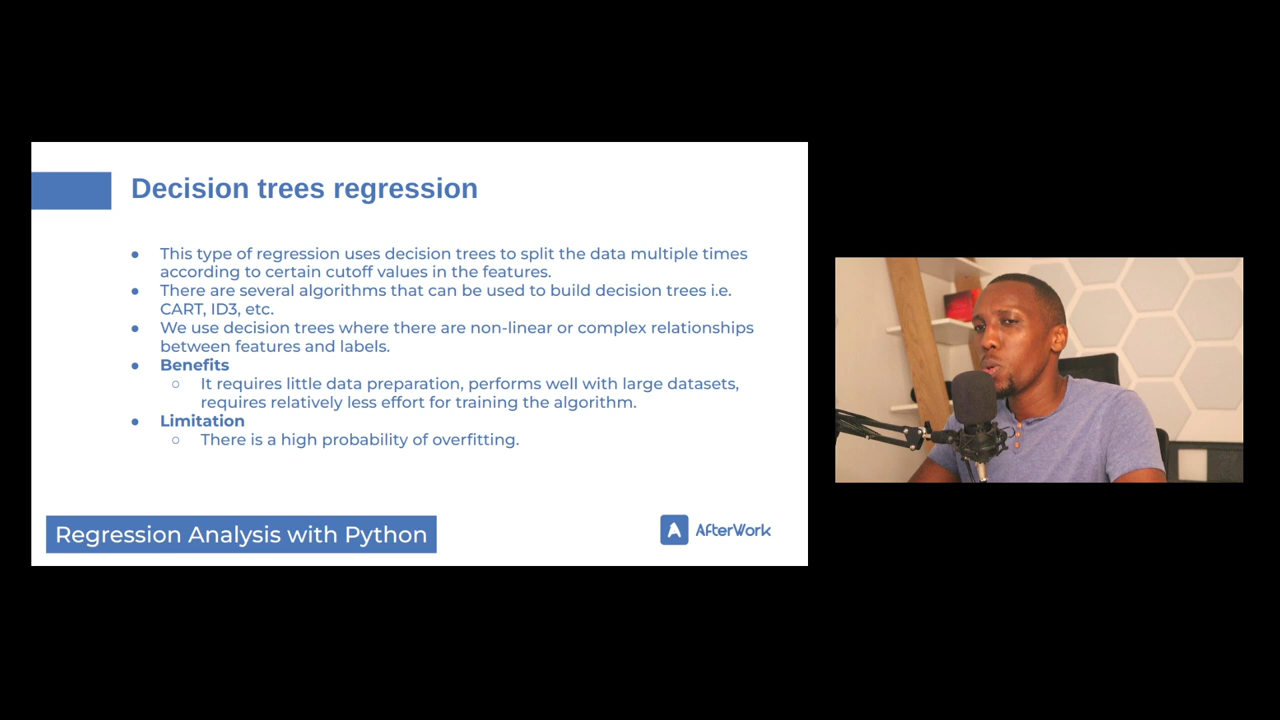 Decision trees regression
● This type of regression uses decision trees to split the data multiple times
according to certain cutoff values in the features.
● There are several algorithms that can be used to build decision trees i.e.
CART, ID3, etc.
● We use decision trees where there are non-linear or complex relationships
between features and labels.
● Benefits
○ It requires little data preparation, performs well with large datasets,
requires relatively less effort for training the algorithm.
● Limitation
○ There is a high probability of overfitting.
Regression Analysis with Python
AfterWork